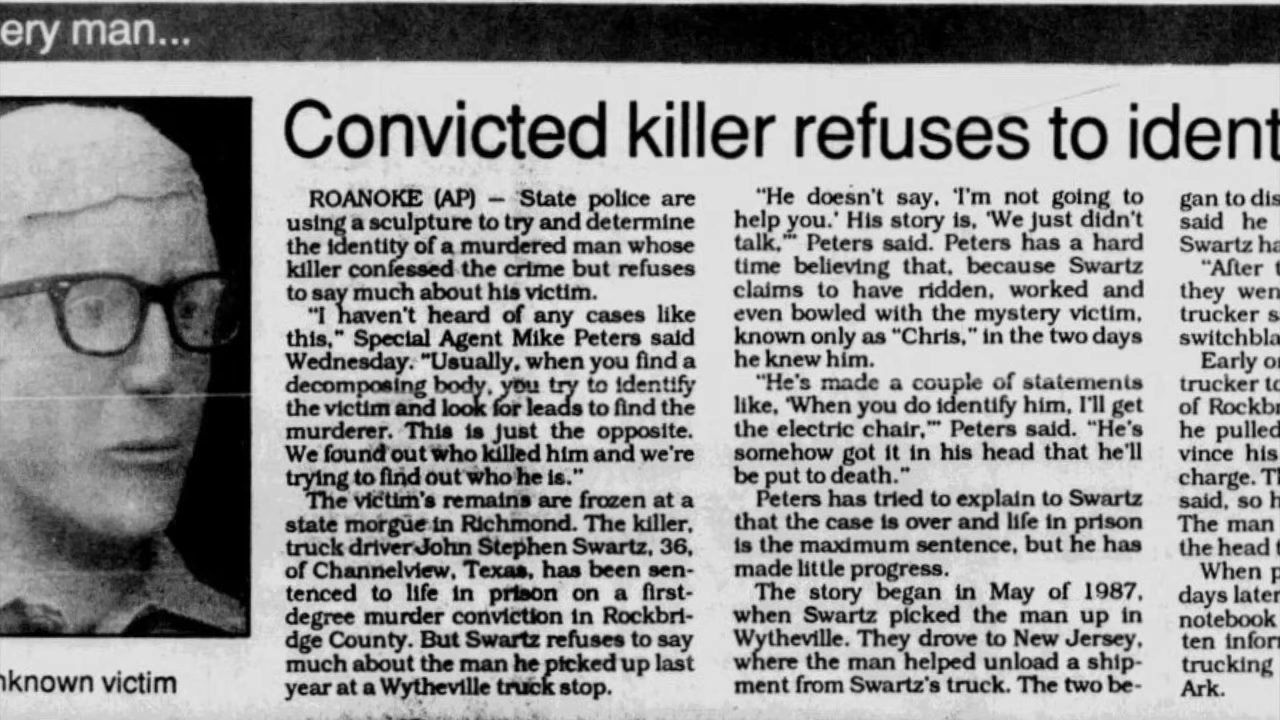 ery man...
Convicted killer refuses to ident
ROANOKE (AP) — State police are
using a sculpture to try and determine
the identity of a murdered man whose
killer confessed the crime but refuses
to say much about his victim.
"I haven't heard of any cases like
this," Special Agent Mike Peters said
Wednesday. "Usually, when you find a
decomposing body, you try to identify
the victim and look for leads to find the
murderer. This is just the opposite.
We found out who killed him and we're
trying to find out who he is."
The victim's remains are frozen at a
state morgue in Richmond. The killer,
truck driver John Stephen Swartz, 36,
of Channelview, Texas, has been sen-
tenced to life in prison on a first-
degree murder conviction in Rockbri-
dge County. But Swartz refuses to say
much about the man he picked up last
year at a Wytheville truck stop.
"He doesn't say, 'I'm not going to
help you.' His story is, 'We just didn't
talk,'" Peters said. Peters has a hard
time believing that, because Swartz
claims to have ridden, worked and
even bowled with the mystery victim,
known only as "Chris," in the two days
he knew him.
"He's made a couple of statements
like, 'When you do identify him, I'll get
the electric chair,'" Peters said. "He's
somehow got it in his head that he'll
be put to death."
Peters has tried to explain to Swartz
that the case is over and life in prison
is the maximum sentence, but he has
made little progress.
The story began in May of 1987,
when Swartz picked the man up in
Wytheville. They drove to New Jersey,
where the man helped unload a ship-
ment from Swartz's truck. The two be-
gan to dis
said he
Swartz ha
"After t
they wen
trucker s
switchbla
Early or
trucker to
of Rockbr
he pulled
vince his
charge. Th
said, so h
The man
the head t
When p
days later
notebook
ten infor
trucking
Ark.
nknown victim